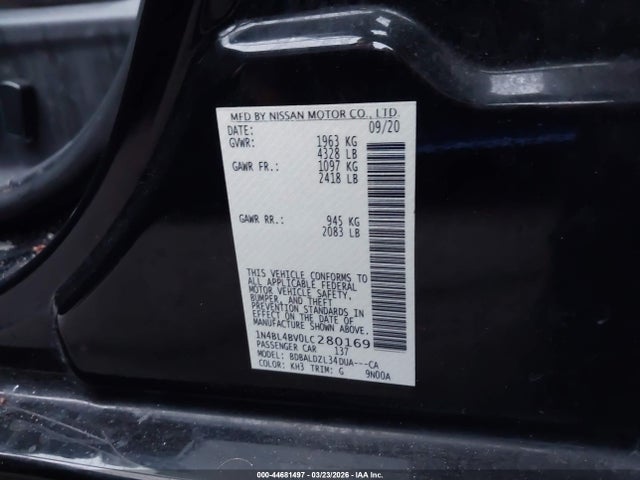 MFD BY NISSAN MOTOR CO., LTD.
DATE: 09/20
GVWR: 1963 KG
4328 LB
GAWR FR.: 1097 KG
2418 LB
GAWR RR.: 945 KG
2083 LB
THIS VEHICLE CONFORMS TO
ALL APPLICABLE FEDERAL
MOTOR VEHICLE SAFETY,
BUMPER, AND THEFT
PREVENTION STANDARDS IN
EFFECT ON THE DATE OF
MANUFACTURE SHOWN ABOVE.
1N4BL4BV0LC280169
PASSENGER CAR 137
MODEL: BDBALDZL34DUA---CA
COLOR: KH3 TRIM: G 9N00A
000-44681497 | 03/23/2026 | IAA Inc.